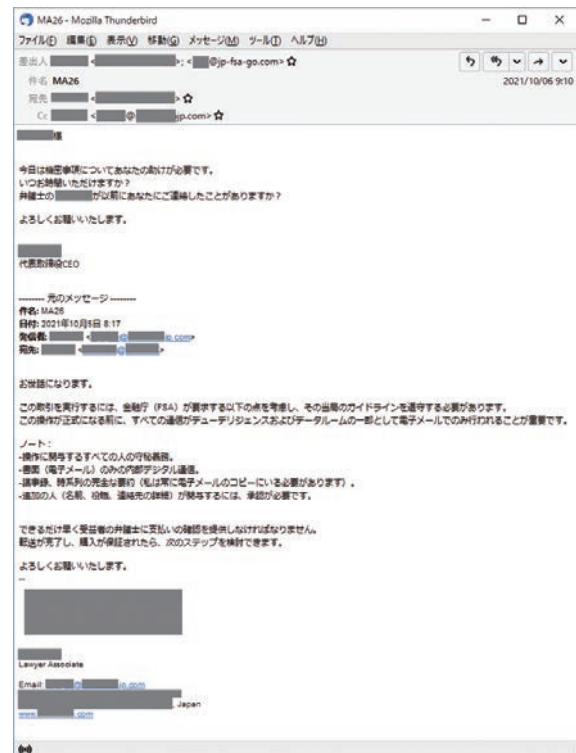 MA26 - Mozilla Thunderbird
ファイル(F) 編集(E) 表示(V) 移動(G) メッセージ(M) ツール(T) ヘルプ(H)
差出人 < >; < @jp-fsa-go.com>
件名 MA26 2021/10/06 9:10
宛先 < >
Cc < @ jp.com>
様
今日は機密事項についてあなたの助けが必要です。
いつお時間いただけますか?
弁護士の が以前にあなたにご連絡したことがありますか?
よろしくお願いいたします。
代表取締役CEO
-------- 元のメッセージ --------
件名: MA26
日付: 2021年10月5日 8:17
発信者: < @ jp.com>
宛先: < @ >
お世話になります。
この取引を実行するには、金融庁(FSA)が要求する以下の点を考慮し、その当局のガイドラインを遵守する必要があります。
この操作が正式になる前に、すべての通信がデューデリジェンスおよびデータルームの一部として電子メールでのみ行われることが重要です。
ノート:
-操作に関与するすべての人の守秘義務。
-書面(電子メール)のみの内部デジタル通信。
-議事録、時系列の完全な要約(私は常に電子メールのコピーにいる必要があります)。
-追加の人(名前、役職、連絡先の詳細)が関与するには、承認が必要です。
できるだけ早く受益者の弁護士に支払いの確認を提供しなければなりません。
転送が完了し、購入が保証されたら、次のステップを検討できます。
よろしくお願いいたします。
--
Lawyer Associate
Email: @ jp.com
, Japan
www. .com